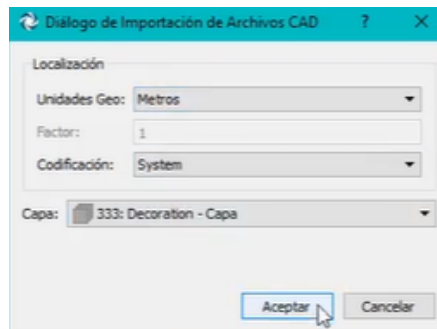 Diálogo de Importación de Archivos CAD ? ✕
Localización
Unidades Geo: Metros
Factor: 1
Codificación: System
Capa: 333: Decoration - Capa
Aceptar Cancelar